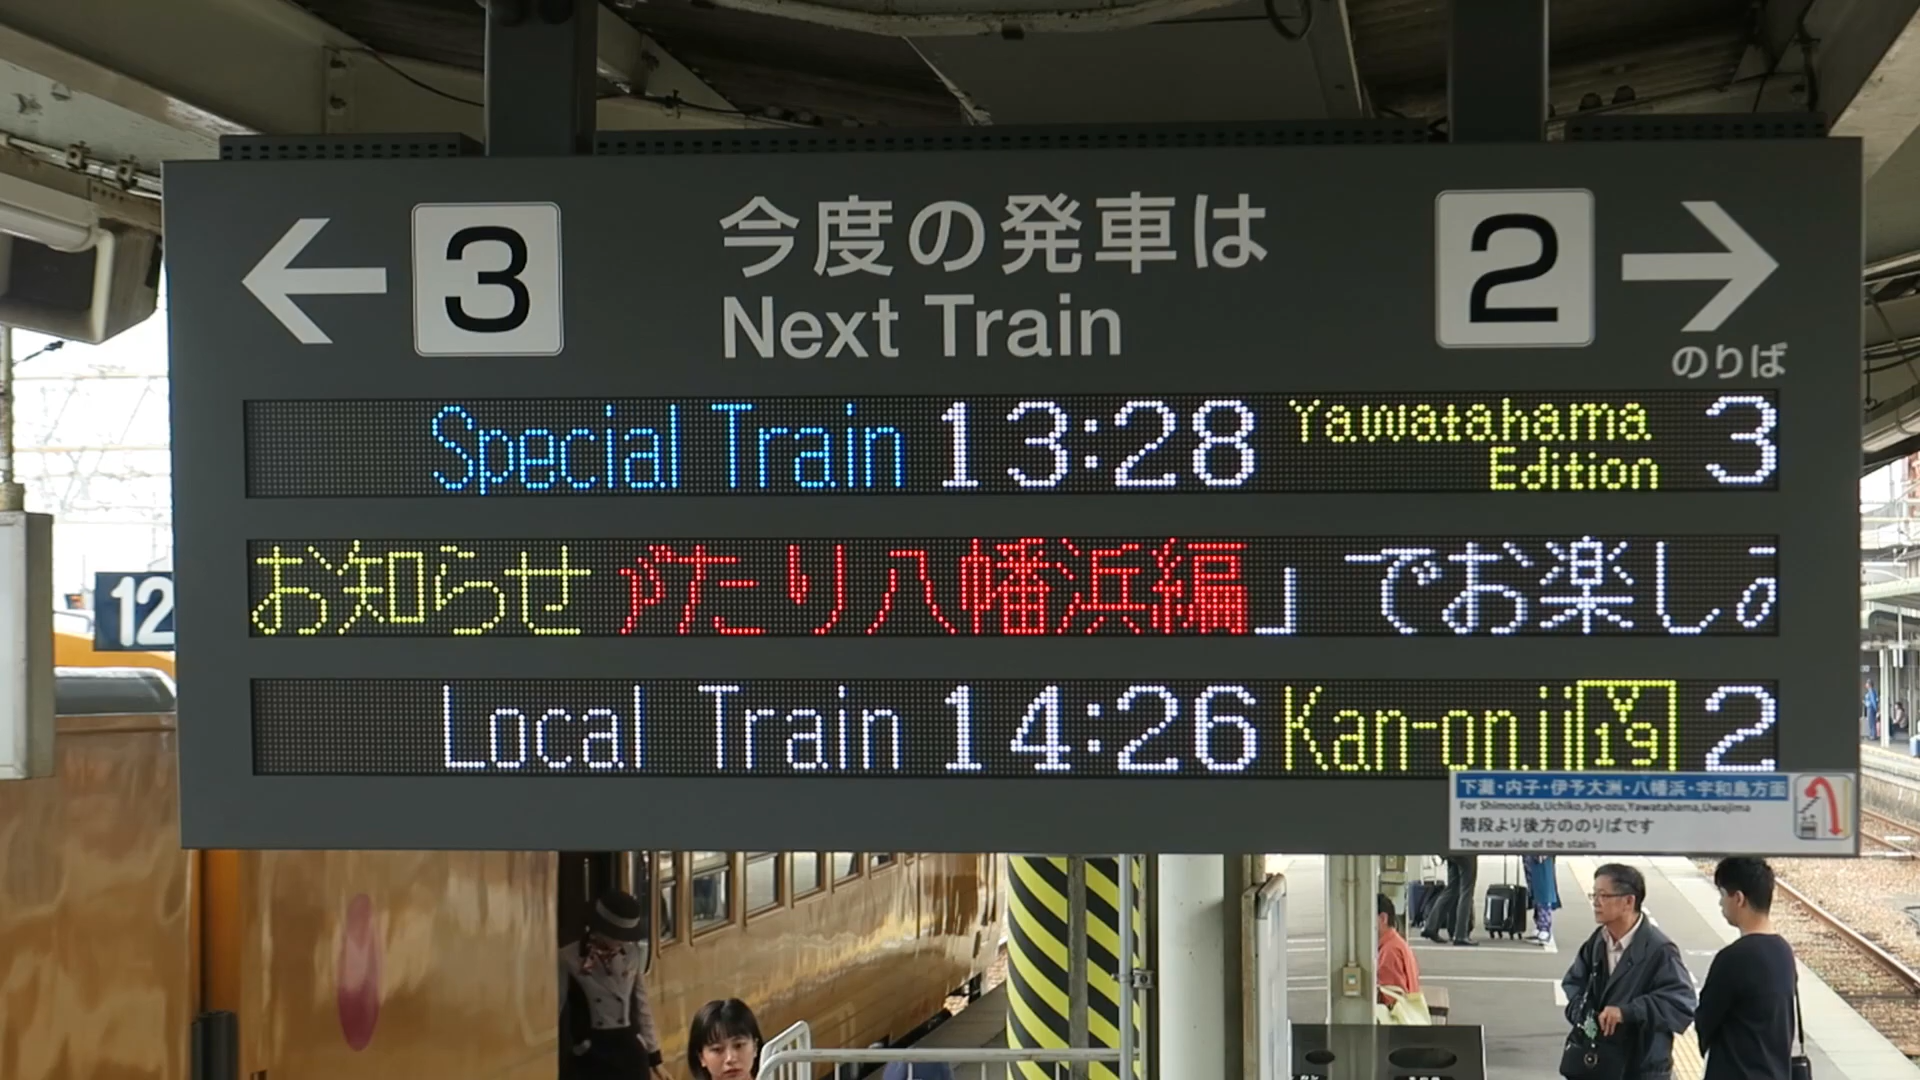 ← 3 今度の発車は 2 →
Next Train
のりば
Special Train 13:28 Yawatahama Edition 3
お知らせ たり八幡浜編」でお楽し
Local Train 14:26 Kan-onji Y19 2
下灘・内子・伊予大洲・八幡浜・宇和島方面
For Shimonada,Uchiko,Iyo-ozu,Yawatahama,Uwajima
階段より後方ののりばです
The rear side of the stairs
12